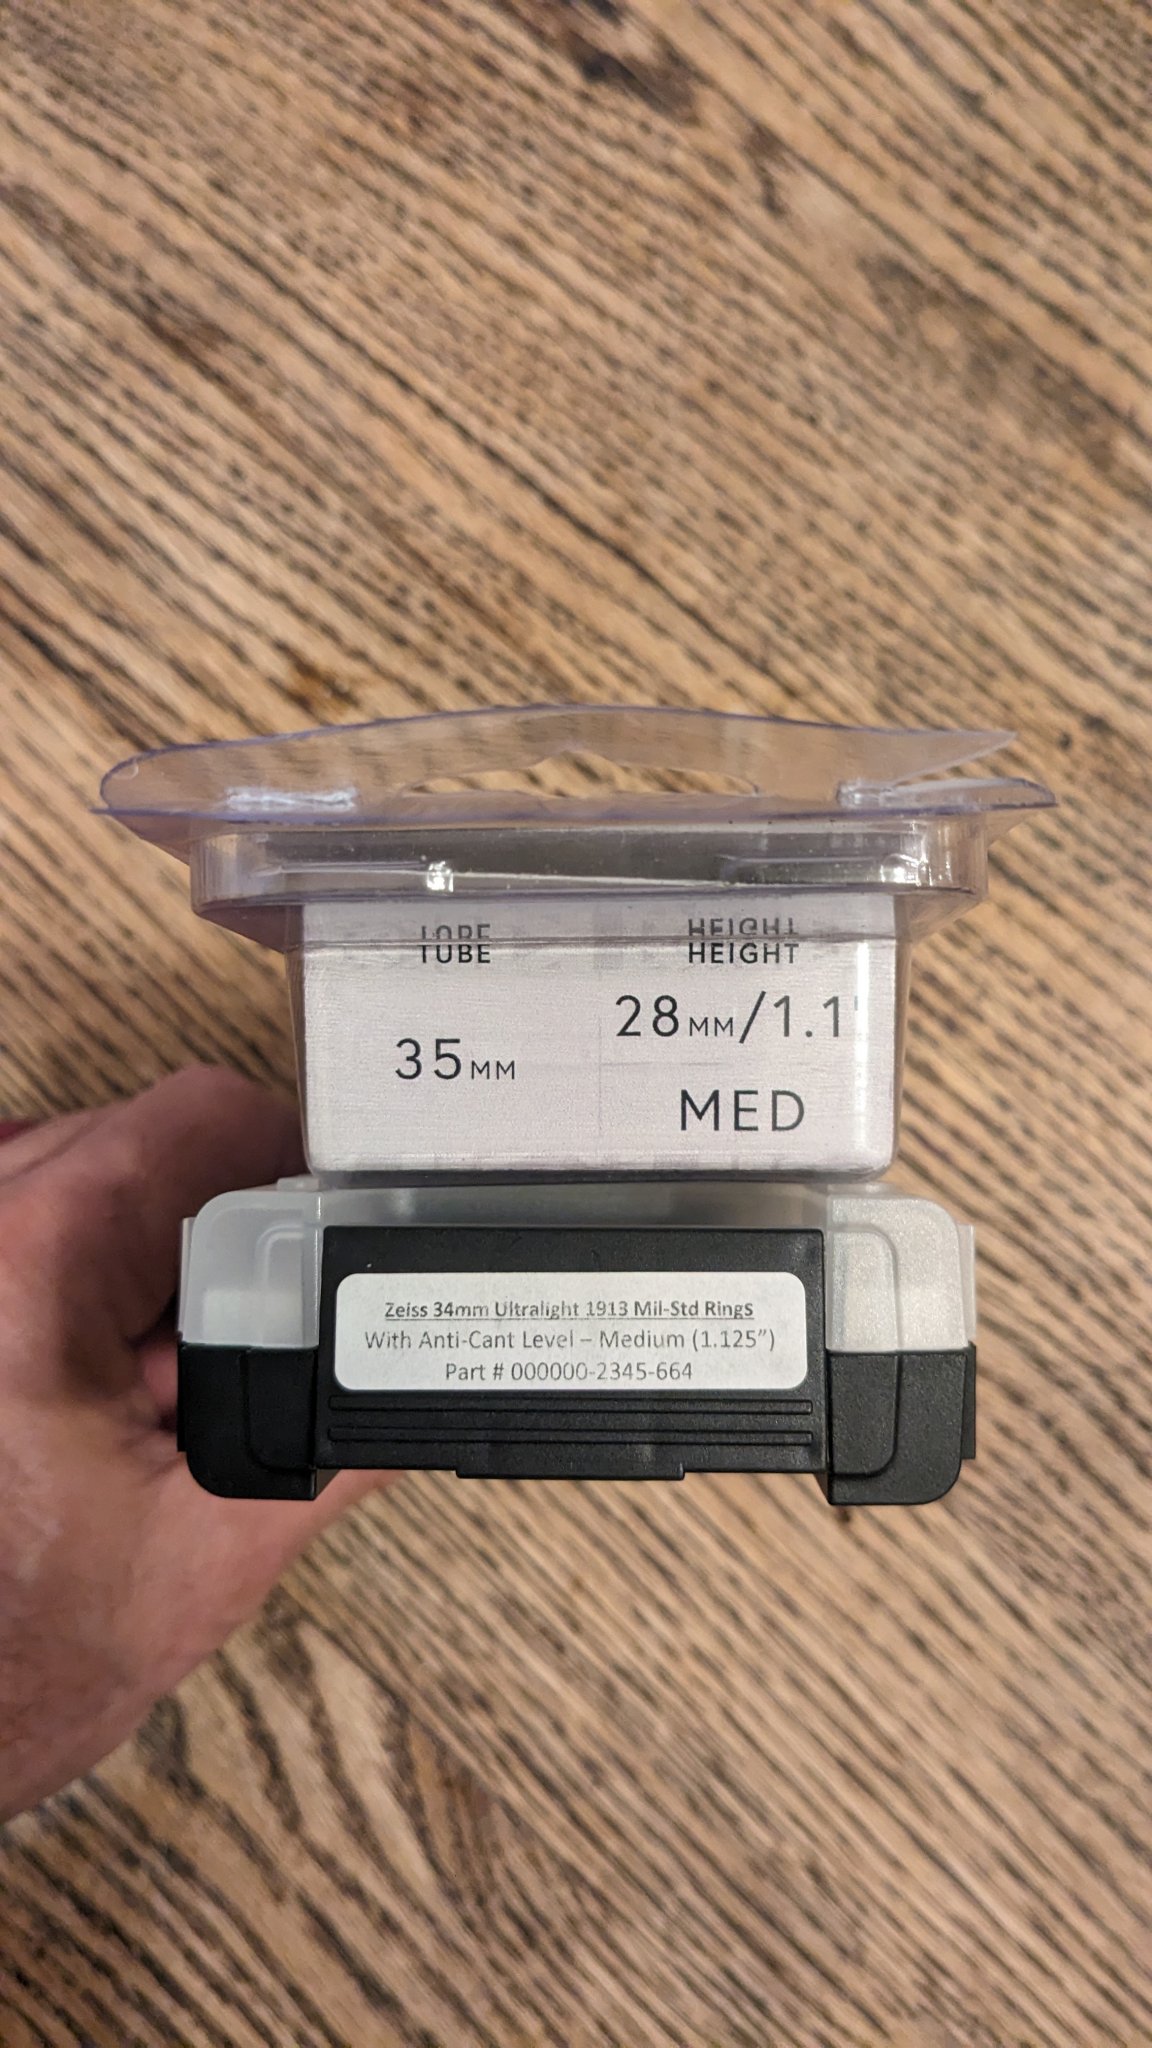 TUBE
HEIGHT
35MM
28MM/1.1"
MED
Zeiss 34mm Ultralight 1913 Mil-Std Rings
With Anti-Cant Level – Medium (1.125”)
Part # 000000-2345-664